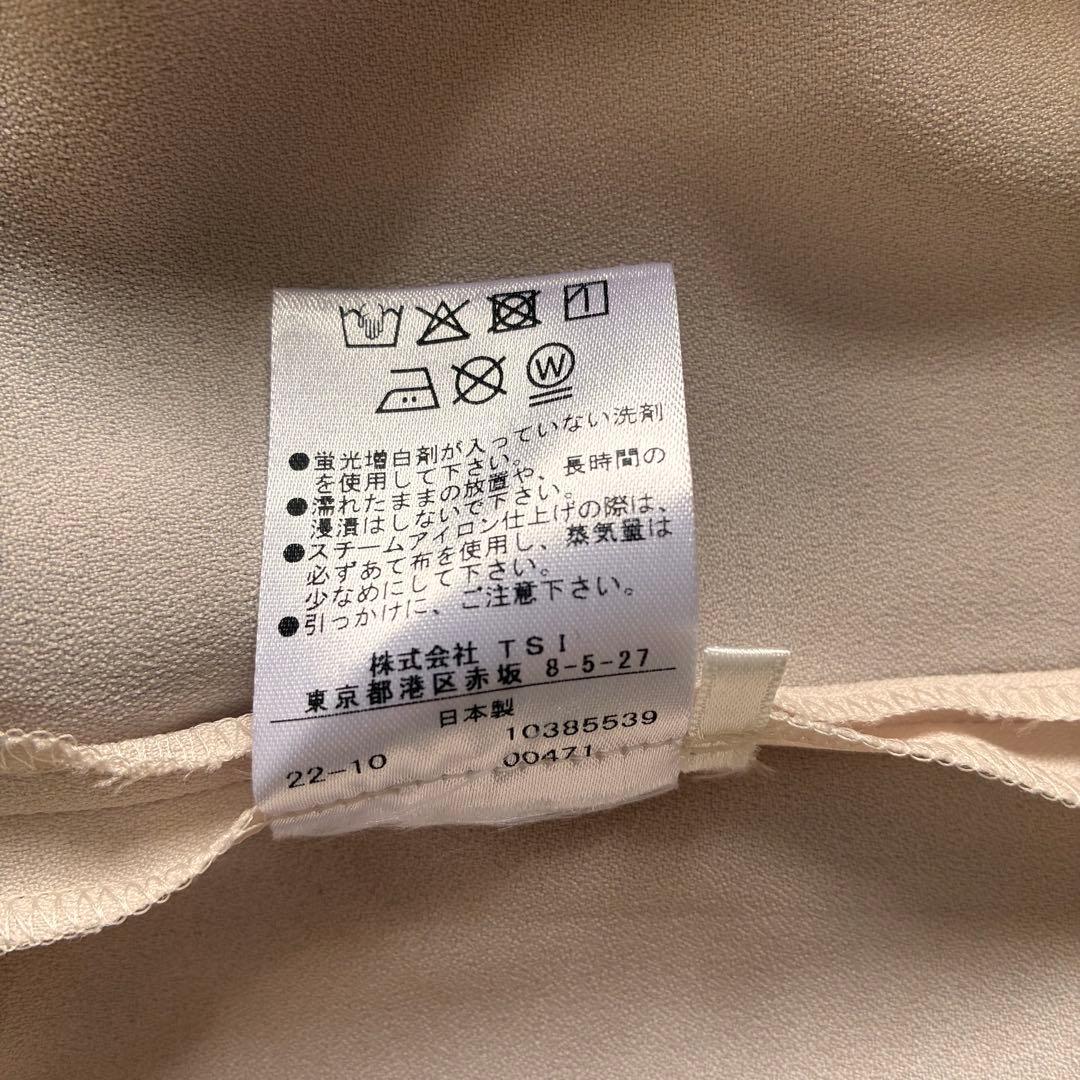 W
●蛍光増白剤が入っていない洗剤
を使用して下さい。
●濡れたままの放置や、長時間の
浸漬はしないで下さい。
●スチームアイロン仕上げの際は、
必ずあて布を使用し、蒸気量は
少なめにして下さい。
●引っかけに、ご注意下さい。
株式会社 TSI
東京都港区赤坂 8-5-27
日本製
10385539
22-10 00471